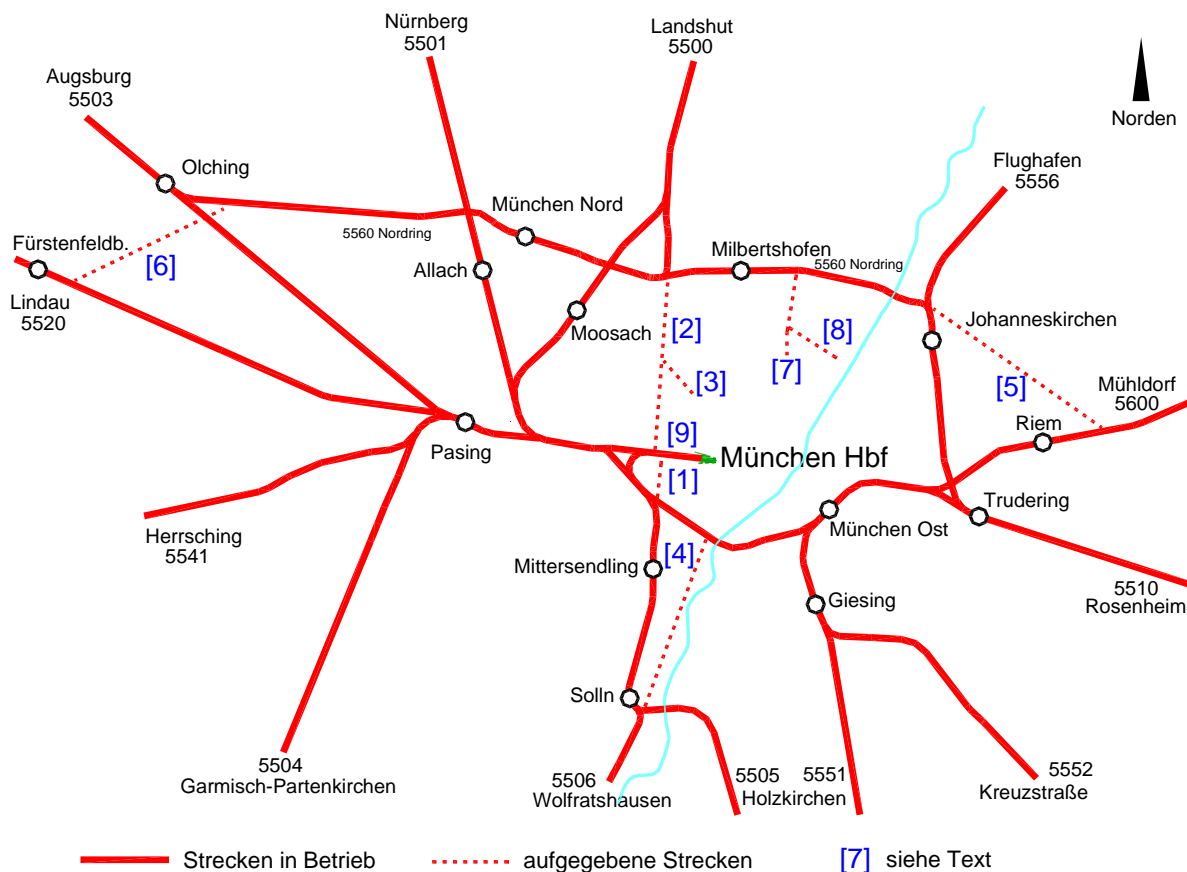 Nürnberg
5501
Landshut
5500
Augsburg
5503
Norden
Flughafen
5556
Olching
München Nord
5560 Nordring
Fürstenfeldb.
[6]
Allach
Milbertshofen
5560 Nordring
Lindau
5520
Moosach
[2]
[8]
Johanneskirchen
[7]
[3]
[5]
Mühldorf
5600
Riem
Pasing
[9]
München Hbf
[1]
Trudering
München Ost
Herrsching
5541
Mittersendling
[4]
5510
Rosenheim
Giesing
Solln
5504
Garmisch-Partenkirchen
5506
Wolfratshausen
5505
5551
Holzkirchen
5552
Kreuzstraße
Strecken in Betrieb
aufgegebene Strecken
[7] siehe Text